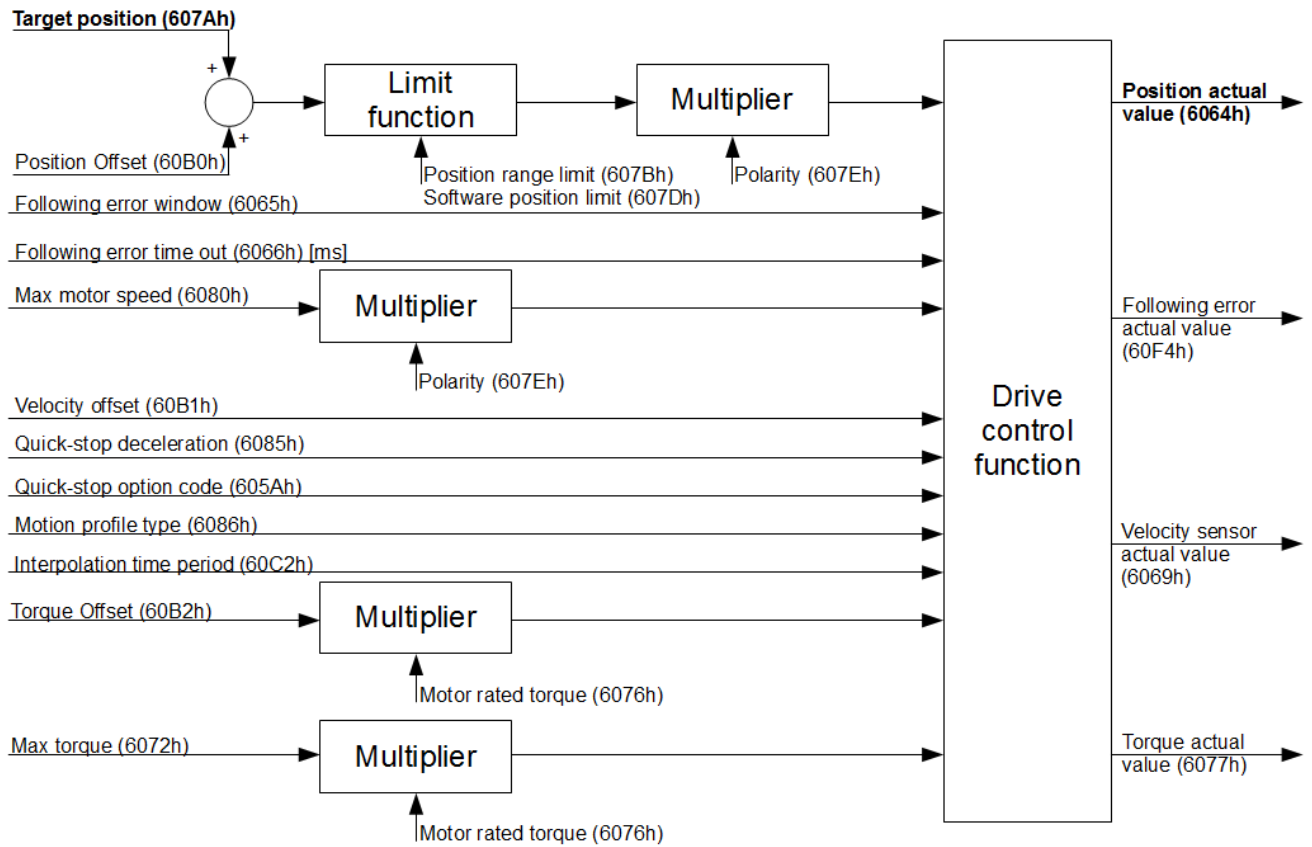 Target position (607Ah)
+
Limit
function
Multiplier
Position actual
value (6064h)
+
Position Offset (60B0h)
Position range limit (607Bh)
Software position limit (607Dh)
Polarity (607Eh)
Following error window (6065h)
Following error time out (6066h) [ms]
Max motor speed (6080h)
Multiplier
Following error
actual value
(60F4h)
Polarity (607Eh)
Drive
control
function
Velocity offset (60B1h)
Quick-stop deceleration (6085h)
Quick-stop option code (605Ah)
Motion profile type (6086h)
Velocity sensor
actual value
(6069h)
Interpolation time period (60C2h)
Torque Offset (60B2h)
Multiplier
Motor rated torque (6076h)
Max torque (6072h)
Multiplier
Torque actual
value (6077h)
Motor rated torque (6076h)